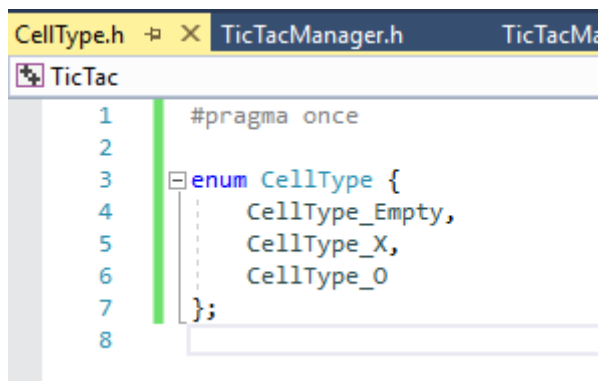 CellType.h TicTacManager.h TicTacMa
TicTac
1 #pragma once
2
3 enum CellType {
4 CellType_Empty,
5 CellType_X,
6 CellType_O
7 };
8